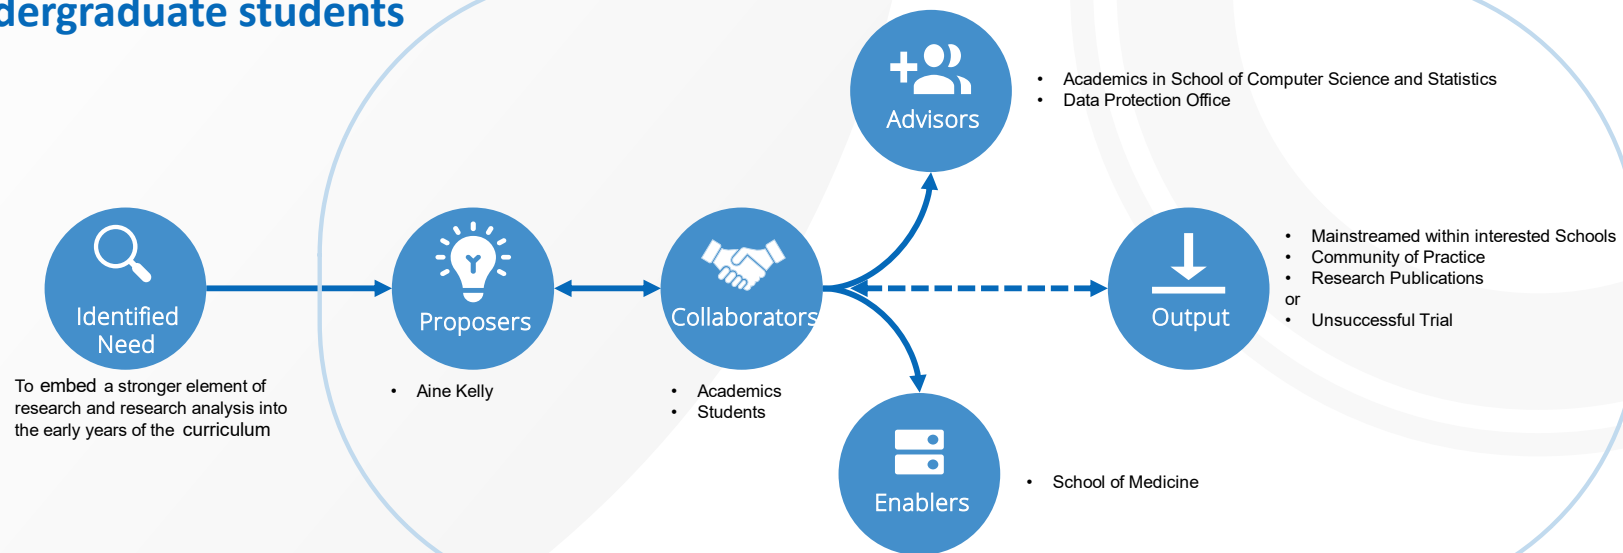 dergraduate students
Identified
Need
To embed a stronger element of
research and research analysis into
the early years of the curriculum
Proposers
• Aine Kelly
Collaborators
• Academics
• Students
Advisors
• Academics in School of Computer Science and Statistics
• Data Protection Office
Enablers
• School of Medicine
Output
• Mainstreamed within interested Schools
• Community of Practice
• Research Publications
or
• Unsuccessful Trial